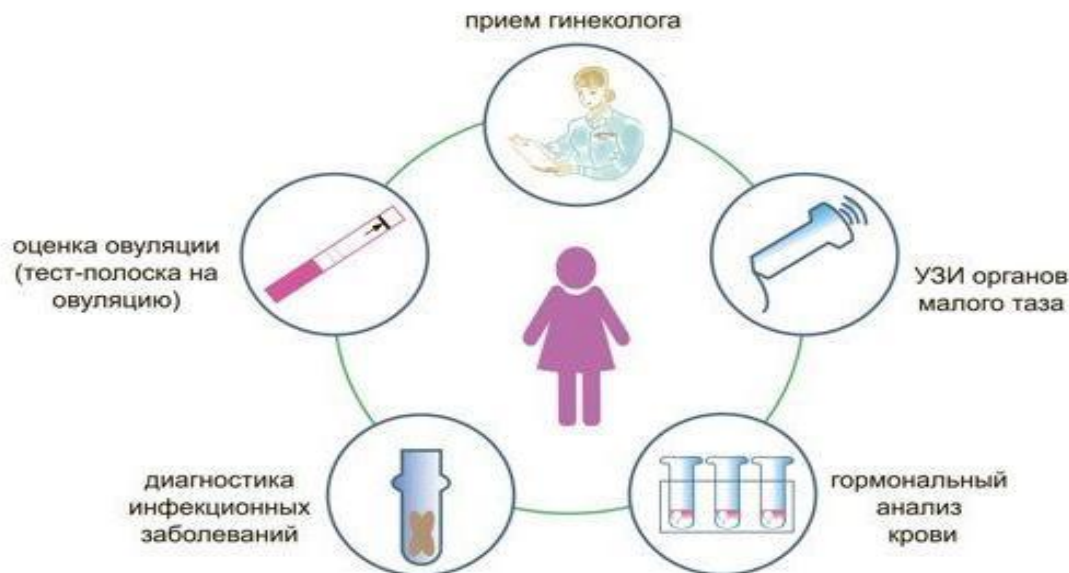 прием гинеколога
УЗИ органов
малого таза
гормональный
анализ
крови
диагностика
инфекционных
заболеваний
оценка овуляции
(тест-полоска на
овуляцию)